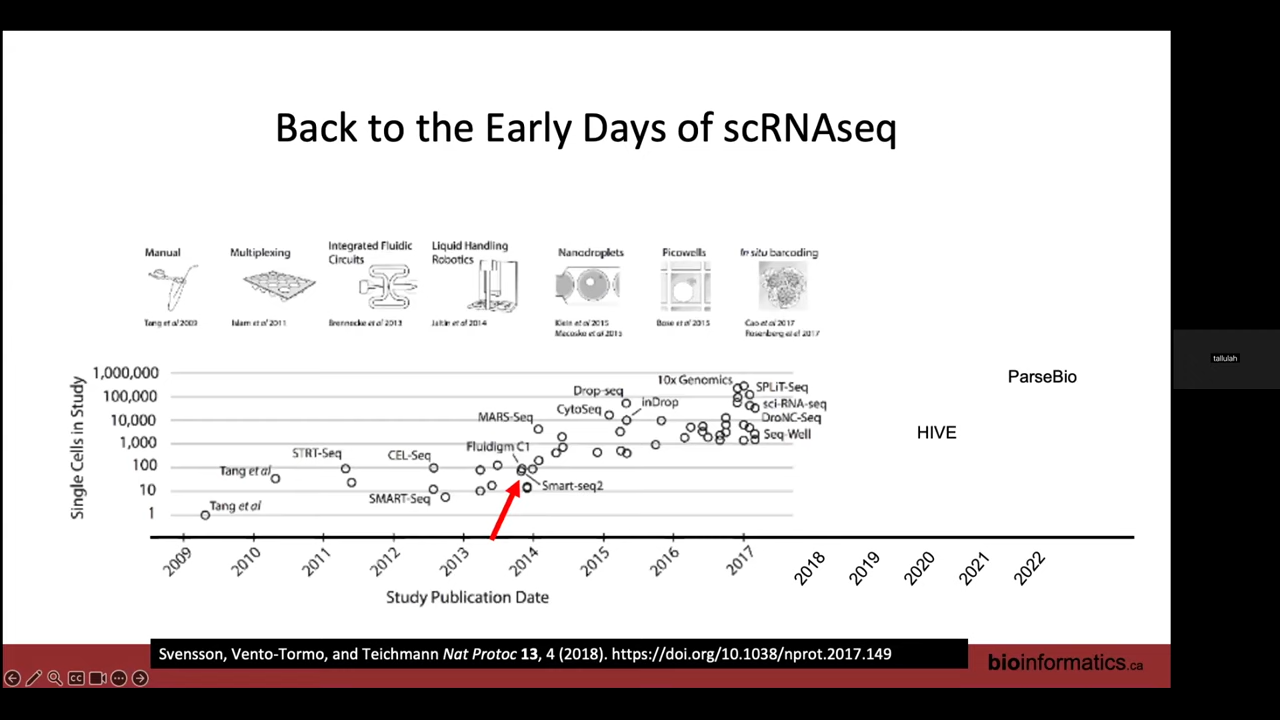 Back to the Early Days of scRNAseq
Manual
Multiplexing
Integrated Fluidic
Circuits
Liquid Handling
Robotics
Nanodroplets
Picowells
In situ barcoding
Tang et al 2009
Islam et al 2011
Brennecke et al 2013
Jaitin et al 2014
Klein et al 2015
Macosko et al 2015
Bose et al 2015
Cao et al 2017
Rosenberg et al 2017
Single Cells in Study
1,000,000
100,000
10,000
1,000
100
10
1
Tang et al
Tang et al
STRT-Seq
CEL-Seq
SMART-Seq
MARS-Seq
Fluidigm C1
Smart-seq2
CytoSeq
Drop-seq
inDrop
10x Genomics
SPLiT-Seq
sci-RNA-seq
DroNC-Seq
Seq-Well
ParseBio
HIVE
2009
2010
2011
2012
2013
2014
2015
2016
2017
2018
2019
2020
2021
2022
Study Publication Date
Svensson, Vento-Tormo, and Teichmann Nat Protoc 13, 4 (2018). https://doi.org/10.1038/nprot.2017.149
bioinformatics.ca
CC
tallulah